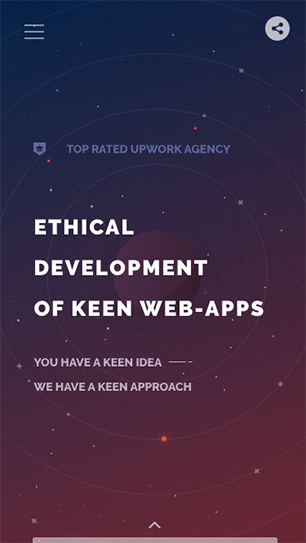 TOP RATED UPWORK AGENCY
ETHICAL
DEVELOPMENT
OF KEEN WEB-APPS
YOU HAVE A KEEN IDEA
WE HAVE A KEEN APPROACH